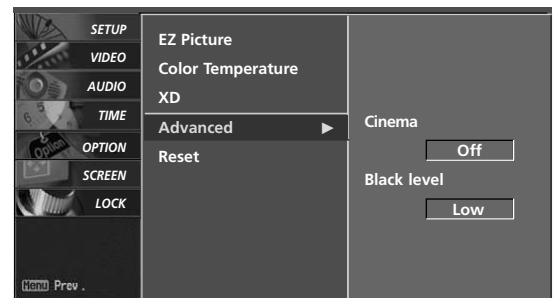 SETUP
VIDEO
AUDIO
TIME
OPTION
SCREEN
LOCK
Menu Prev .
EZ Picture
Color Temperature
XD
Advanced ►
Reset
Cinema
Off
Black level
Low